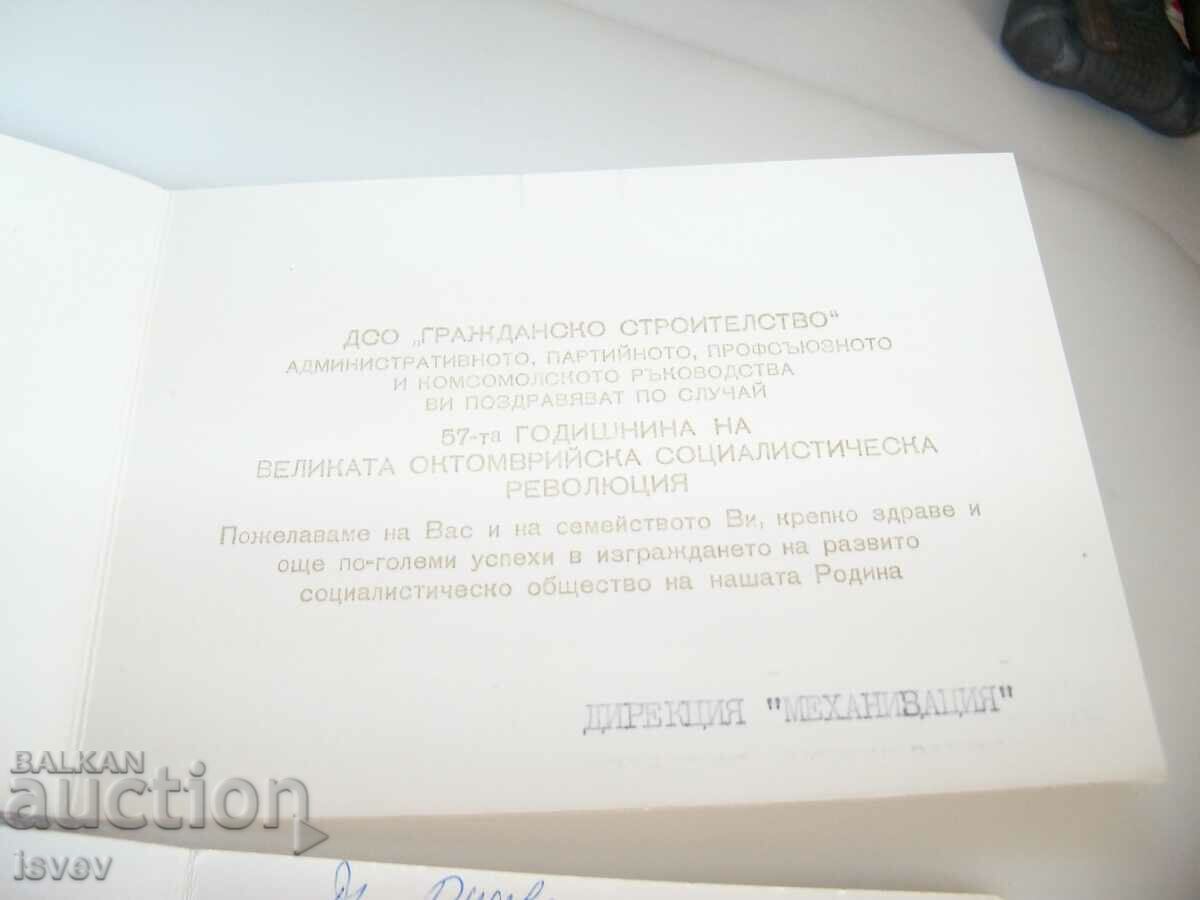 ДСО „ГРАЖДАНСКО СТРОИТЕЛСТВО“
АДМИНИСТРАТИВНОТО, ПАРТИЙНОТО, ПРОФСЪЮЗНОТО
И КОМСОМОЛСКОТО РЪКОВОДСТВА
ВИ ПОЗДРАВЯВАТ ПО СЛУЧАЙ
57-та ГОДИШНИНА НА
ВЕЛИКАТА ОКТОМВРИЙСКА СОЦИАЛИСТИЧЕСКА
РЕВОЛЮЦИЯ
Пожелаваме на Вас и на семейството Ви, крепко здраве и
още по-големи успехи в изграждането на развито
социалистическо общество на нашата Родина
ДИРЕКЦИЯ "МЕХАНИЗАЦИЯ"
BALKAN
auction
isvev